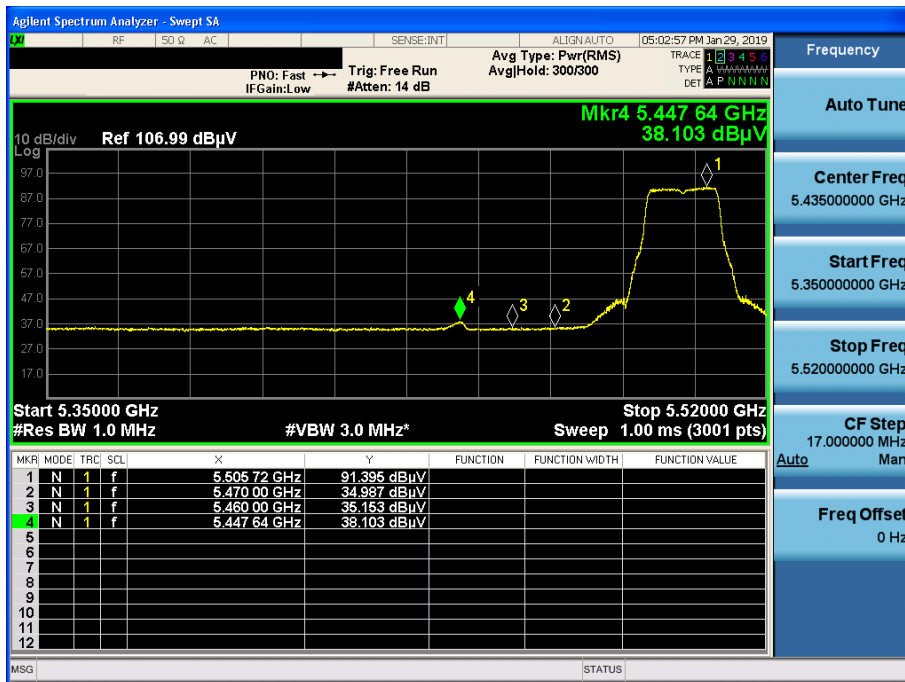 Agilent Spectrum Analyzer - Swept SA
LXI RF 50 Ω AC SENSE:INT ALIGN AUTO 05:02:57 PM Jan 29, 2019
Frequency
PNO: Fast
IFGain:Low
Trig: Free Run
#Atten: 14 dB
Avg Type: Pwr(RMS)
Avg|Hold: 300/300
TRACE 1 2 3 4 5 6
TYPE A WWWWW
DET A P N N N N
Mkr4 5.447 64 GHz
38.103 dBµV
10 dB/div Ref 106.99 dBµV
Log
97.0
87.0
77.0
67.0
57.0
47.0
37.0
27.0
17.0
1
4
3
2
Start 5.35000 GHz Stop 5.52000 GHz
#Res BW 1.0 MHz #VBW 3.0 MHz* Sweep 1.00 ms (3001 pts)
MKR MODE TRC SCL X Y FUNCTION FUNCTION WIDTH FUNCTION VALUE
1 N 1 f 5.505 72 GHz 91.395 dBµV
2 N 1 f 5.470 00 GHz 34.987 dBµV
3 N 1 f 5.460 00 GHz 35.153 dBµV
4 N 1 f 5.447 64 GHz 38.103 dBµV
5
6
7
8
9
10
11
12
MSG STATUS
Auto Tune
Center Freq
5.435000000 GHz
Start Freq
5.350000000 GHz
Stop Freq
5.520000000 GHz
CF Step
17.000000 MHz
Auto Man
Freq Offset
0 Hz